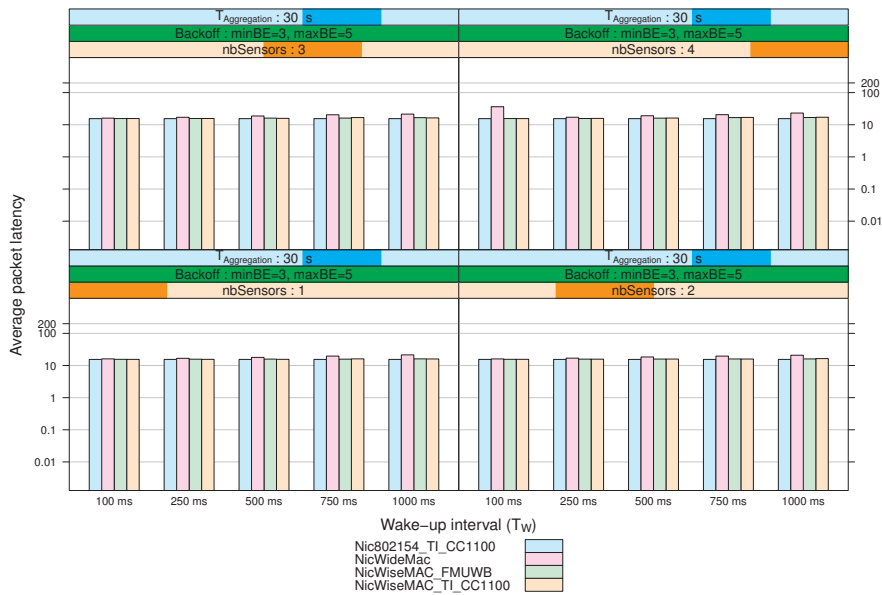 T Aggregation : 30 s T Aggregation : 30 s
Backoff : minBE=3, maxBE=5 Backoff : minBE=3, maxBE=5
nbSensors : 3 nbSensors : 4
200
100
10
1
0.1
0.01
Average packet latency
T Aggregation : 30 s T Aggregation : 30 s
Backoff : minBE=3, maxBE=5 Backoff : minBE=3, maxBE=5
nbSensors : 1 nbSensors : 2
200
100
10
1
0.1
0.01
100 ms 250 ms 500 ms 750 ms 1000 ms 100 ms 250 ms 500 ms 750 ms 1000 ms
Wake−up interval (TW)
Nic802154_TI_CC1100
NicWideMac
NicWiseMAC_FMUWB
NicWiseMAC_TI_CC1100